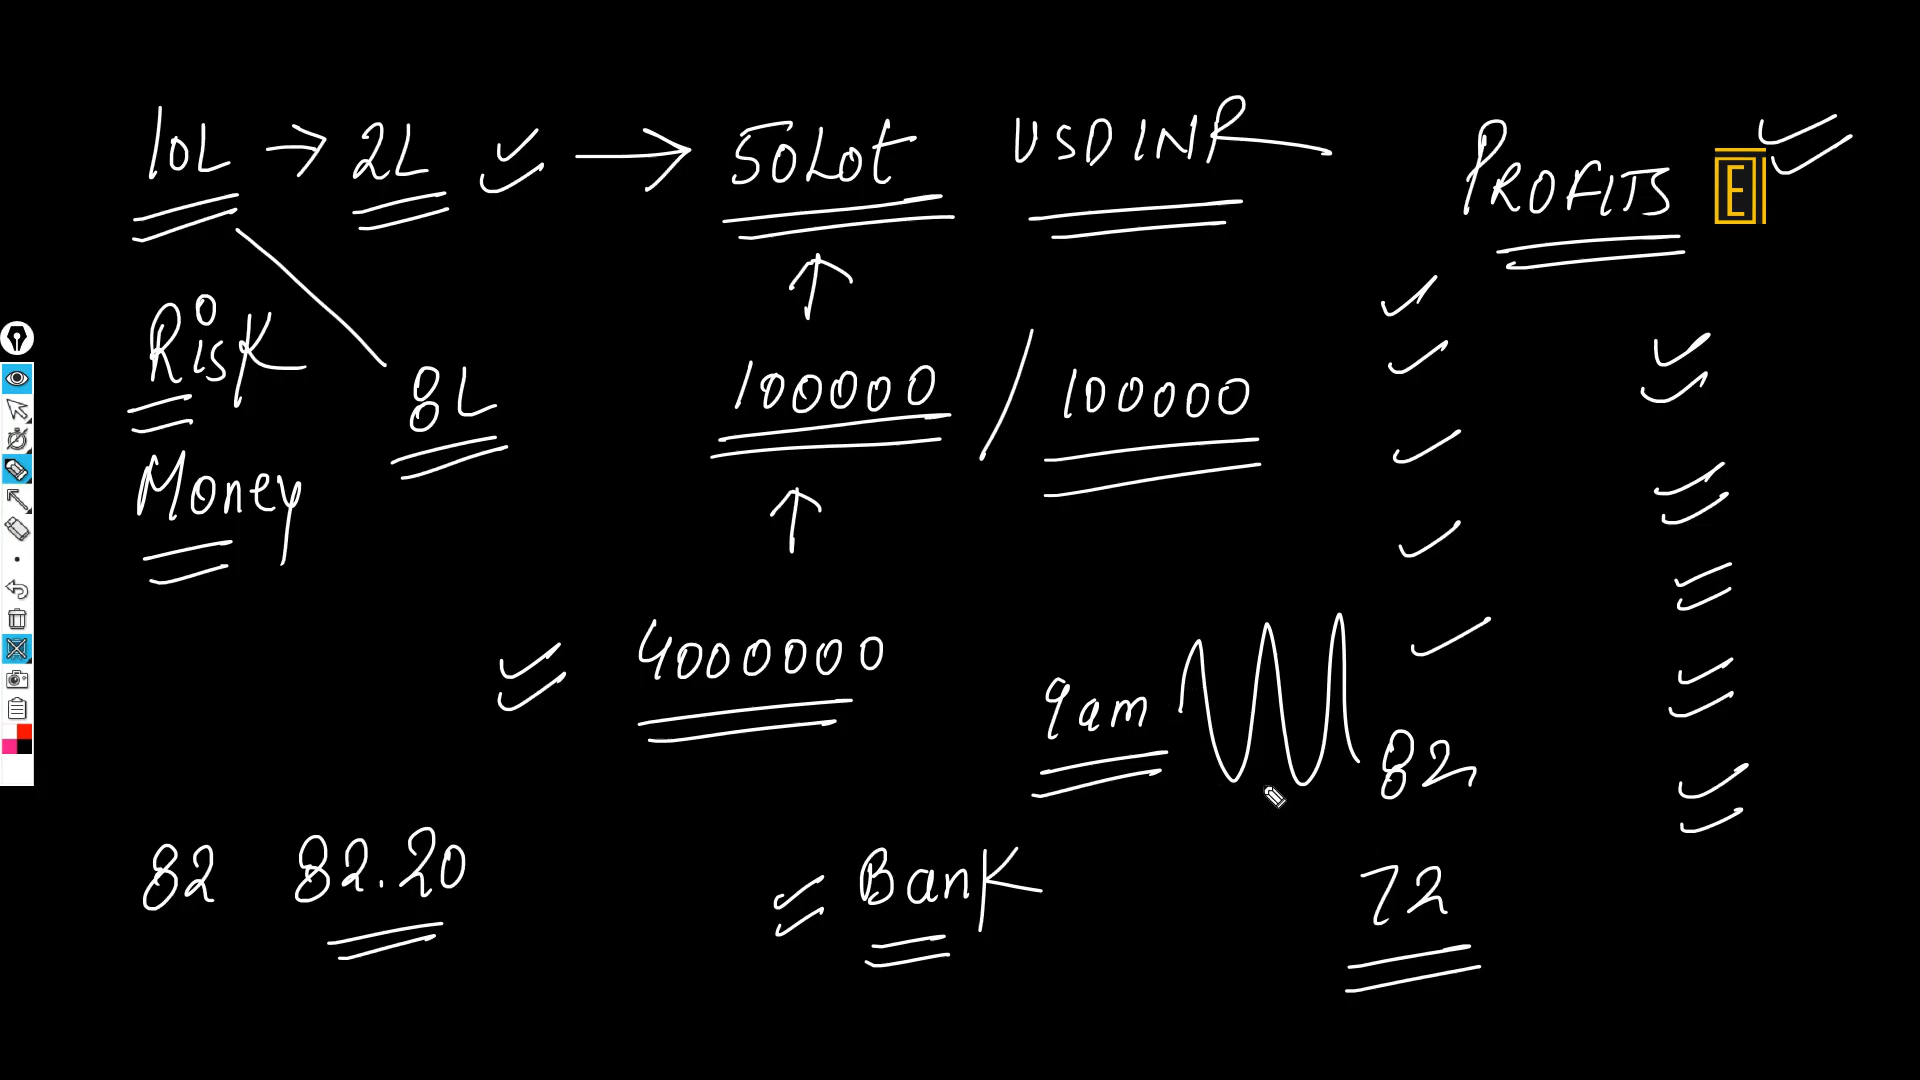 10L → 2L → 50Lot USDINR PROFITS E
Risk 8L 100000 / 100000
Money
4000000
9am 82
82 82.20 Bank 72